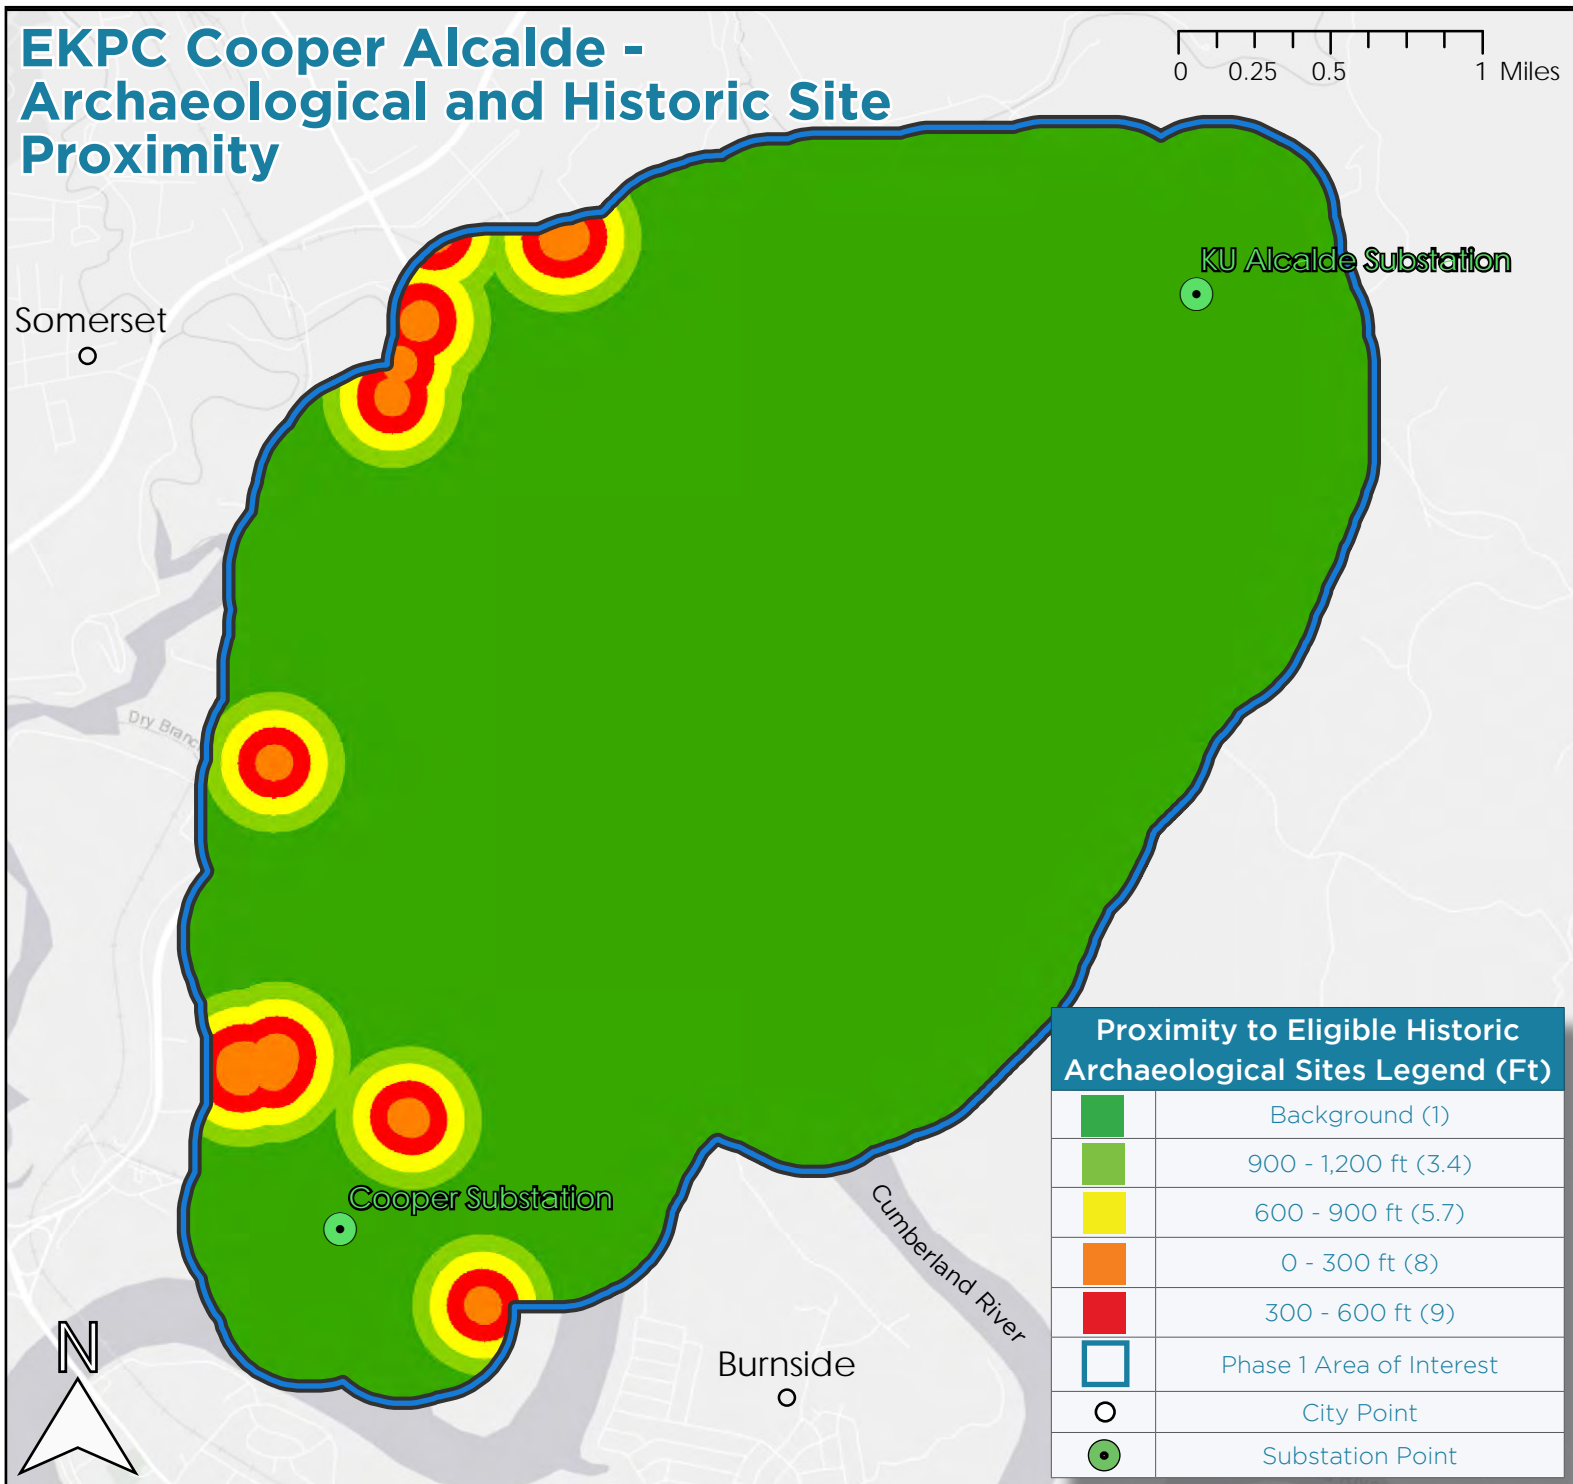 EKPC Cooper Alcalde -
Archaeological and Historic Site
Proximity
0 0.25 0.5 1 Miles
KU Alcalde Substation
Somerset
Dry Branch
Cooper Substation
Cumberland River
Burnside
N
Proximity to Eligible Historic
Archaeological Sites Legend (Ft)
Background (1)
900 - 1,200 ft (3.4)
600 - 900 ft (5.7)
0 - 300 ft (8)
300 - 600 ft (9)
Phase 1 Area of Interest
City Point
Substation Point